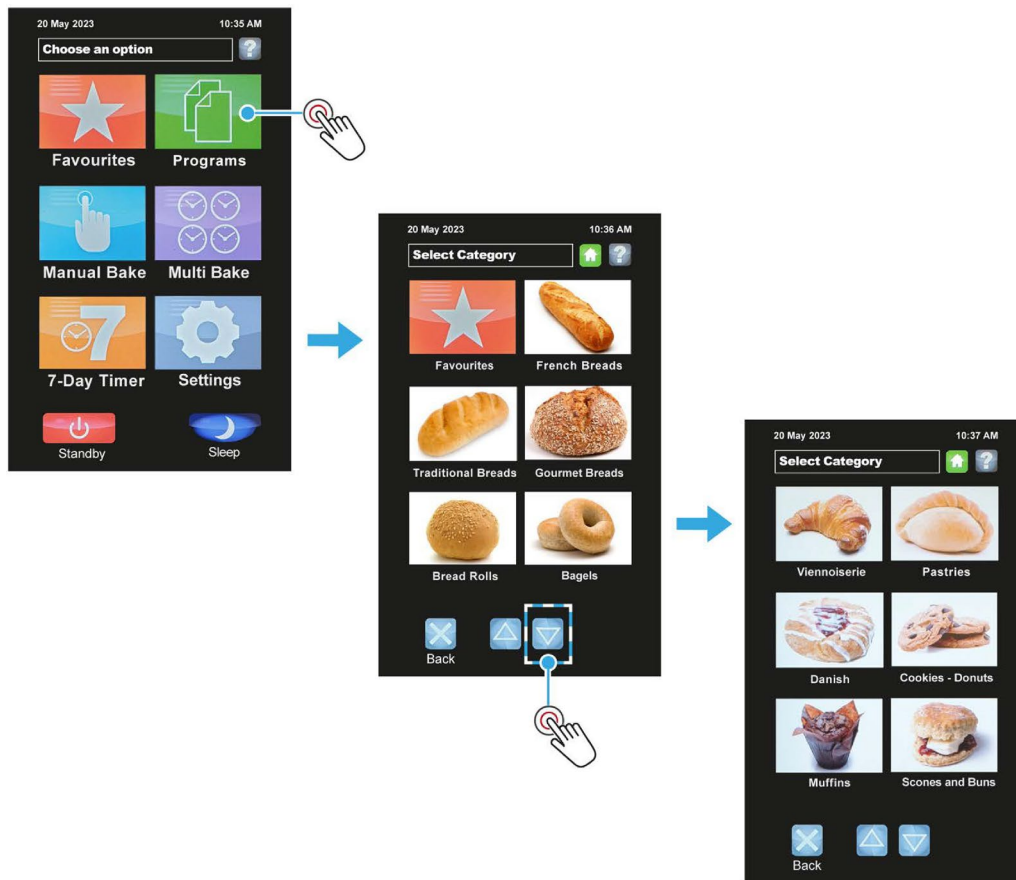 20 May 2023 10:35 AM
Choose an option ?
Favourites Programs
Manual Bake Multi Bake
7
7-Day Timer Settings
Standby Sleep
20 May 2023 10:36 AM
Select Category ?
Favourites French Breads
Traditional Breads Gourmet Breads
Bread Rolls Bagels
Back
20 May 2023 10:37 AM
Select Category ?
Viennoiserie Pastries
Danish Cookies - Donuts
Muffins Scones and Buns
Back